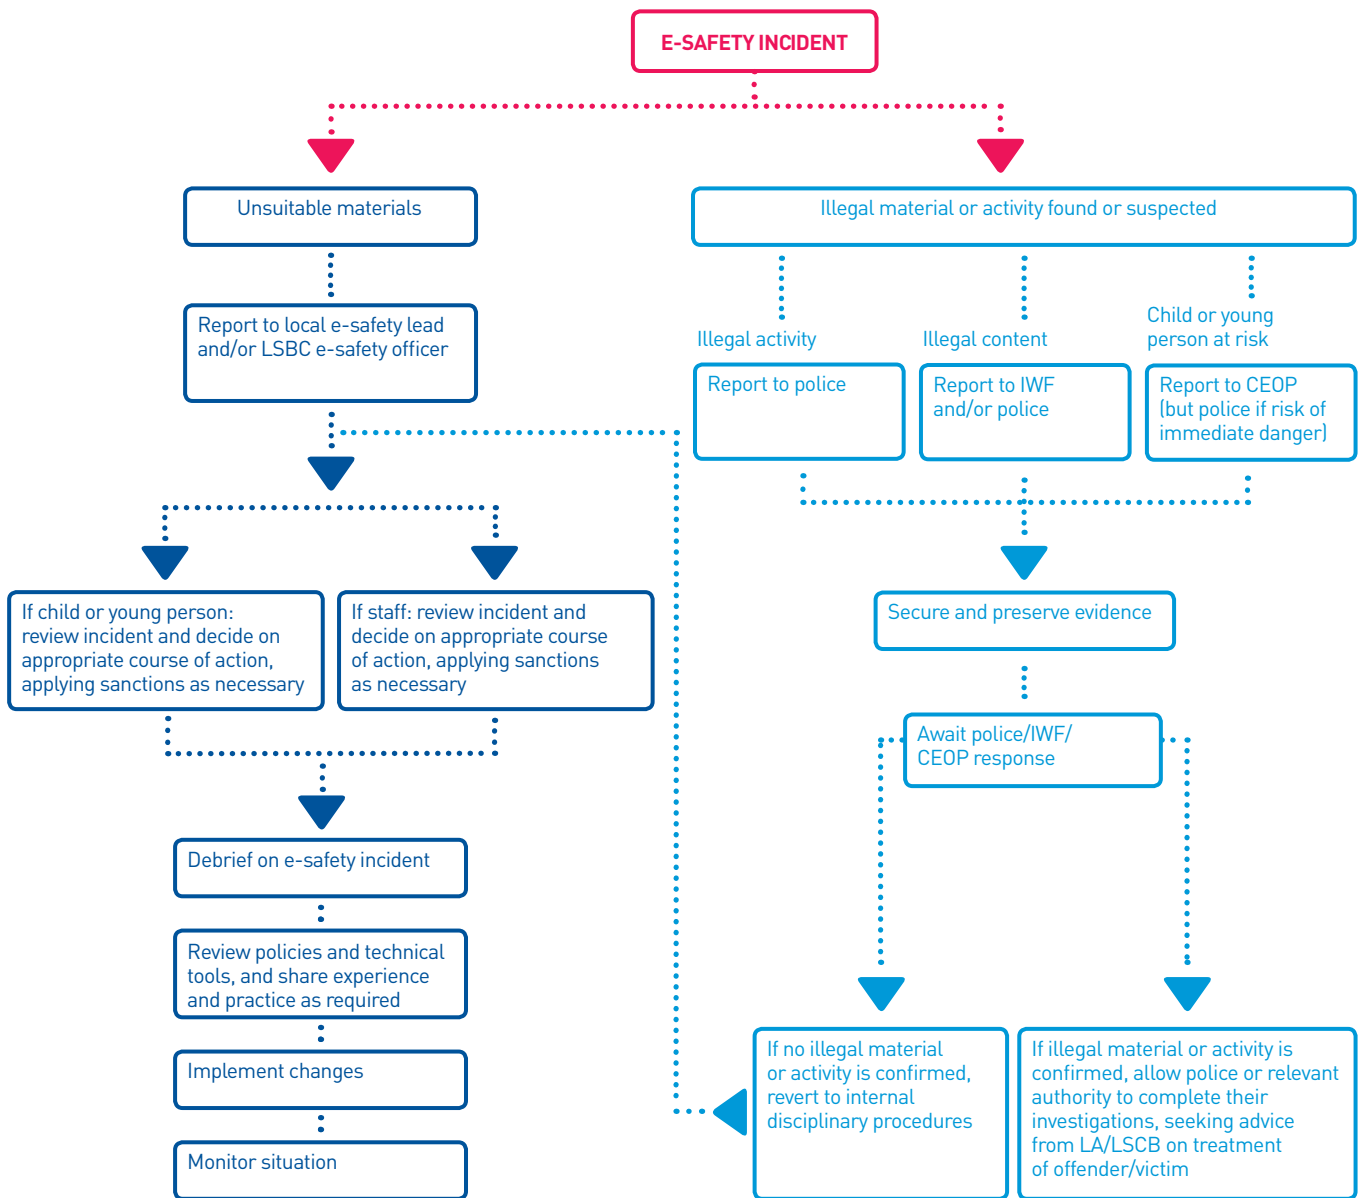 E-SAFETY INCIDENT
Unsuitable materials
Report to local e-safety lead
and/or LSBC e-safety officer
If child or young person:
review incident and decide on
appropriate course of action,
applying sanctions as necessary
If staff: review incident and
decide on appropriate course
of action, applying sanctions
as necessary
Debrief on e-safety incident
Review policies and technical
tools, and share experience
and practice as required
Implement changes
Monitor situation
Illegal material or activity found or suspected
Illegal activity
Report to police
Illegal content
Report to IWF
and/or police
Child or young
person at risk
Report to CEOP
(but police if risk of
immediate danger)
Secure and preserve evidence
Await police/IWF/
CEOP response
If no illegal material
or activity is confirmed,
revert to internal
disciplinary procedures
If illegal material or activity is
confirmed, allow police or relevant
authority to complete their
investigations, seeking advice
from LA/LSCB on treatment
of offender/victim